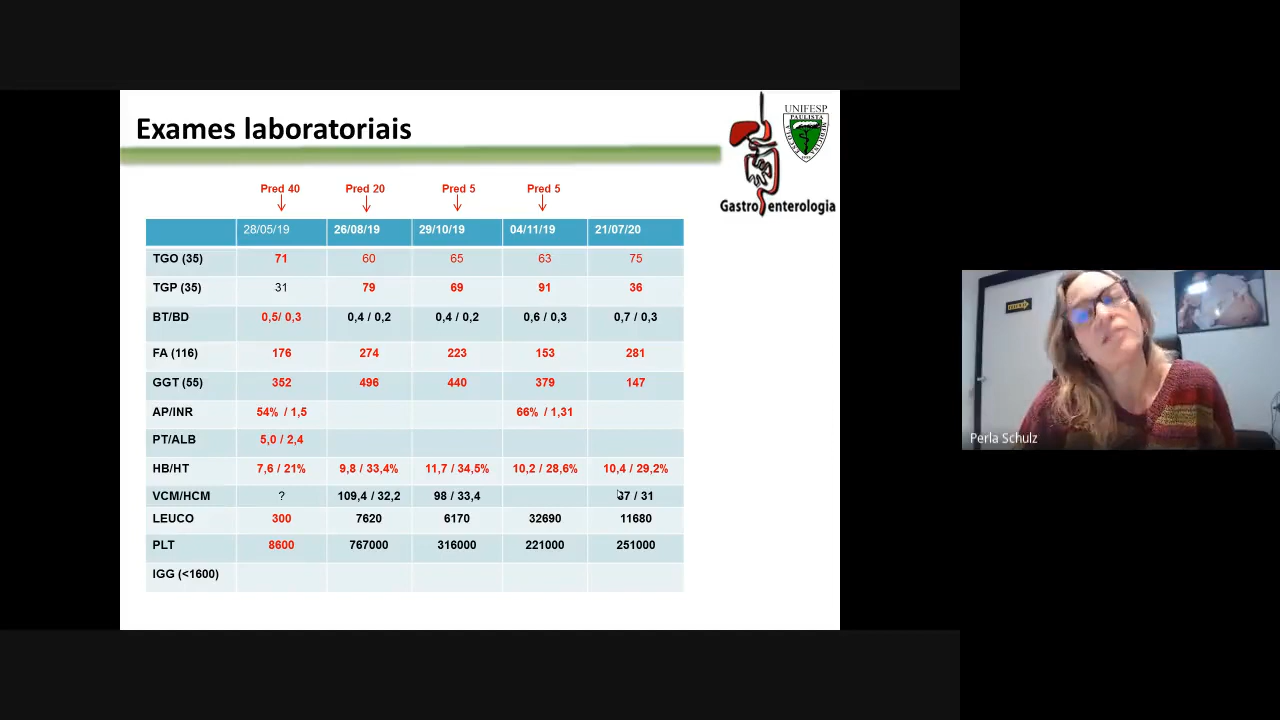 Exames laboratoriais
UNIFESP
PAULISTA
1933
Gastroenterologia
Pred 40 Pred 20 Pred 5 Pred 5
28/05/19 26/08/19 29/10/19 04/11/19 21/07/20
TGO (35) 71 60 65 63 75
TGP (35) 31 79 69 91 36
BT/BD 0,5/ 0,3 0,4 / 0,2 0,4 / 0,2 0,6 / 0,3 0,7 / 0,3
FA (116) 176 274 223 153 281
GGT (55) 352 496 440 379 147
AP/INR 54% / 1,5 66% / 1,31
PT/ALB 5,0 / 2,4
HB/HT 7,6 / 21% 9,8 / 33,4% 11,7 / 34,5% 10,2 / 28,6% 10,4 / 29,2%
VCM/HCM ? 109,4 / 32,2 98 / 33,4 / 31
LEUCO 300 7620 6170 32690 11680
PLT 8600 767000 316000 221000 251000
IGG (<1600)
Perla Schulz